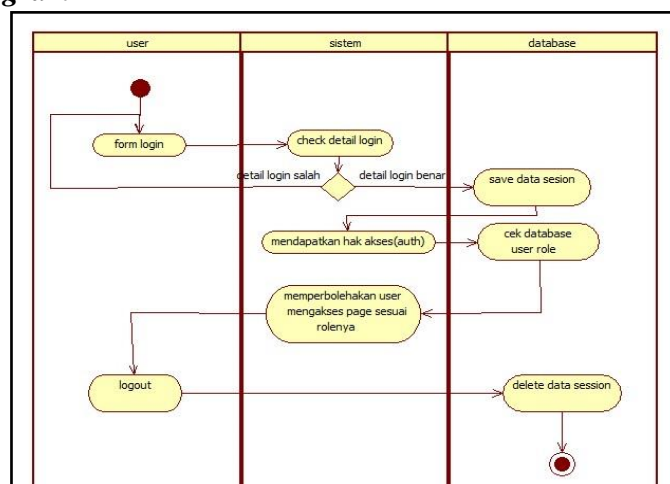 user
sistem
database
form login
check detail login
detail login salah
detail login benar
save data sesion
mendapatkan hak akses(auth)
cek database
user role
memperbolehakan user
mengakses page sesuai
rolenya
logout
delete data session